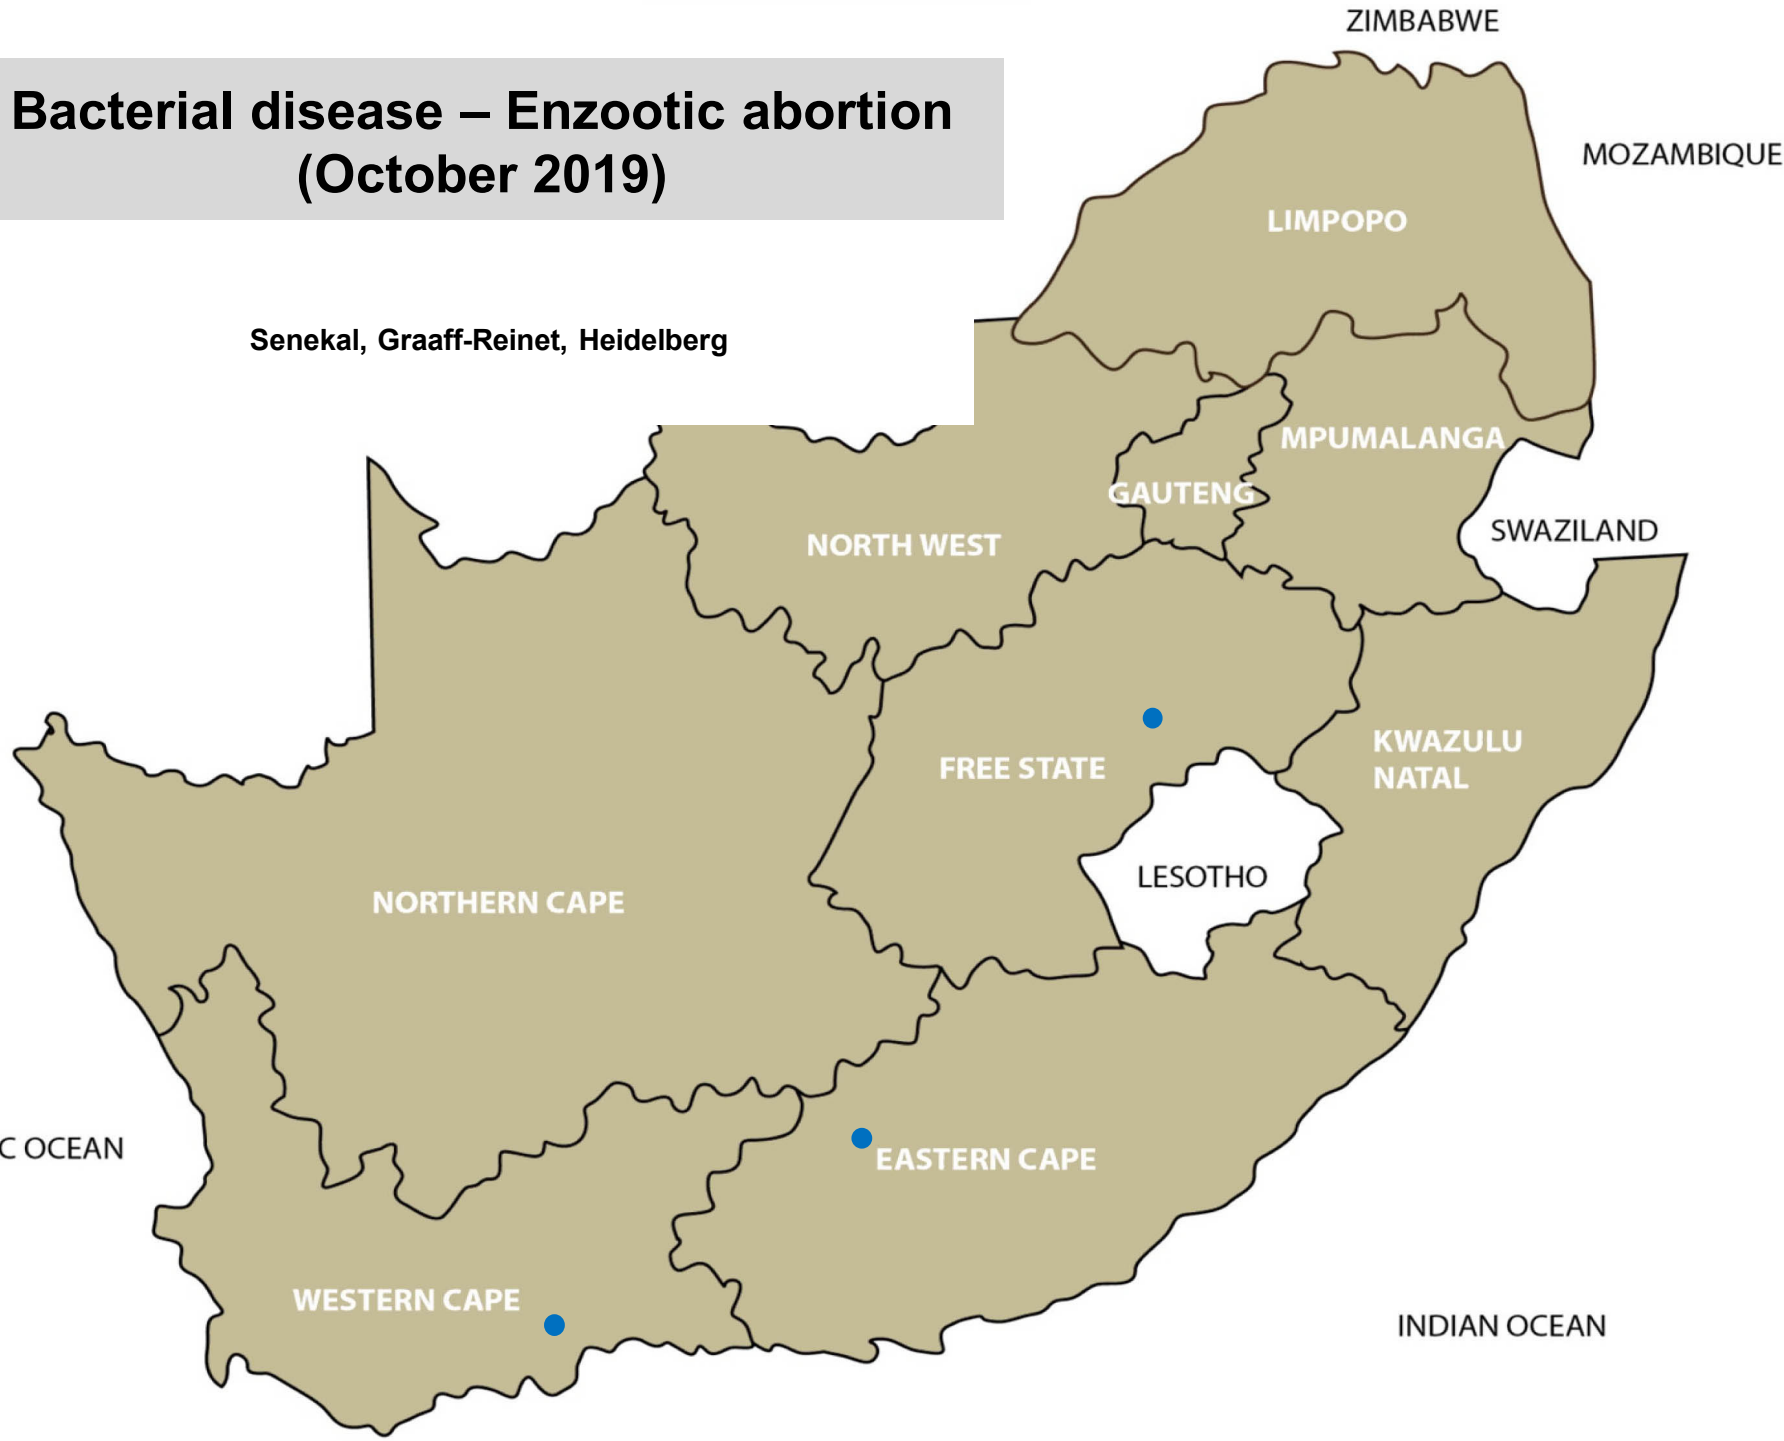 ZIMBABWE
Bacterial disease – Enzootic abortion
(October 2019)
MOZAMBIQUE
LIMPOPO
Senekal, Graaff-Reinet, Heidelberg
MPUMALANGA
GAUTENG
SWAZILAND
NORTH WEST
KWAZULU
NATAL
FREE STATE
LESOTHO
NORTHERN CAPE
C OCEAN
EASTERN CAPE
WESTERN CAPE
INDIAN OCEAN